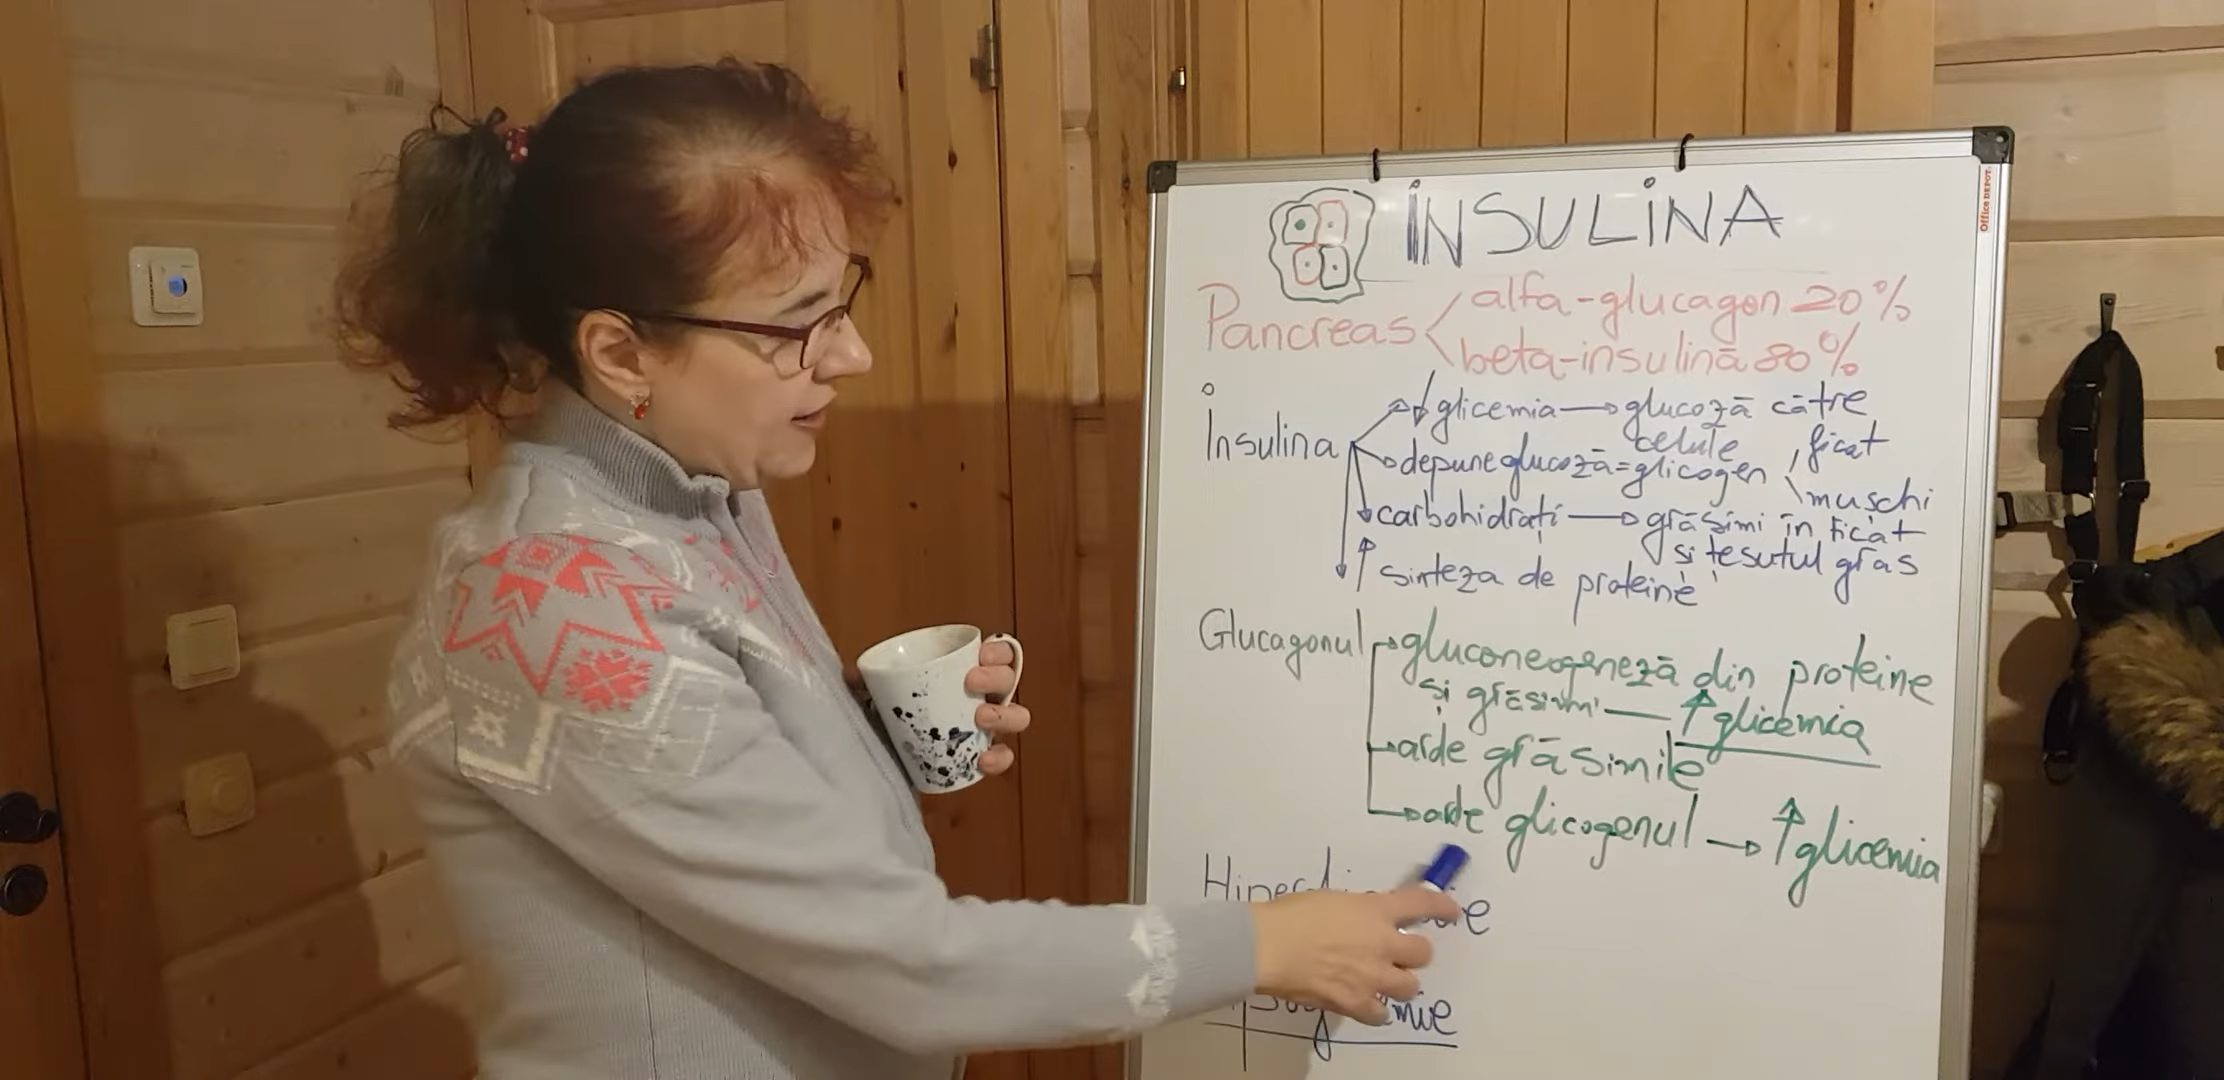 INSULINA
Office DEPOT
Pancreas
alfa-glucagon 20%
beta-insulină 80%
Insulina
↓glicemia → glucoză către
celule
depune glucoză = glicogen
ficat
muschi
carbohidrați → grăsimi în ficat
și țesutul gras
↑ sinteza de proteine
Glucagonul → gluconeogeneză din proteine
și grăsimi — ↑glicemia
→ arde grăsimile
→ arde glicogenul → ↑glicemia